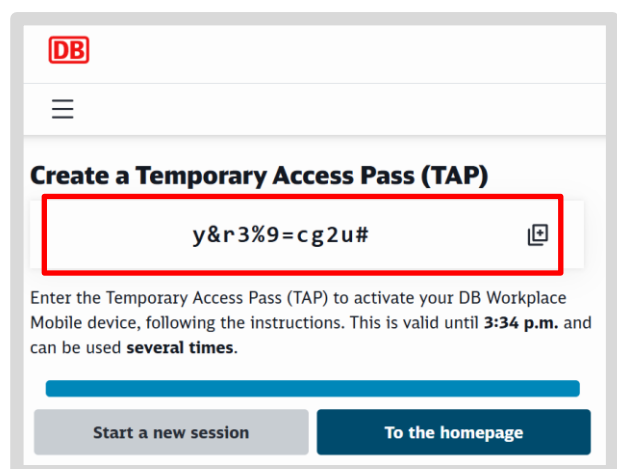 DB
Create a Temporary Access Pass (TAP)
y&r3%9=cg2u#
Enter the Temporary Access Pass (TAP) to activate your DB Workplace
Mobile device, following the instructions. This is valid until 3:34 p.m. and
can be used several times.
Start a new session
To the homepage